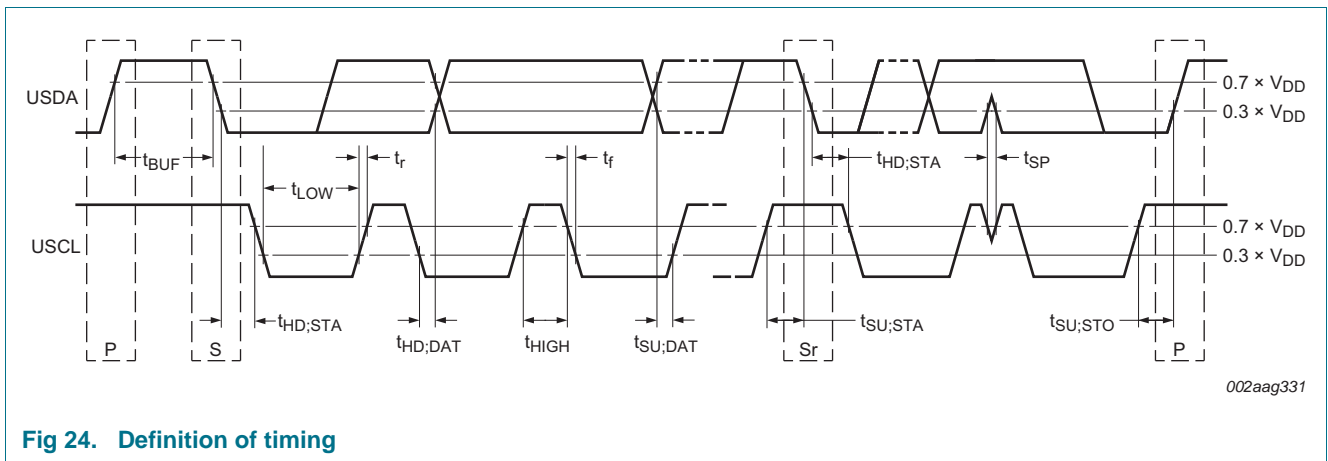 USDA
0.7 × VDD
0.3 × VDD
tBUF
tLOW
tr
tf
tHD;STA
tSP
USCL
0.7 × VDD
0.3 × VDD
tHD;STA
tHD;DAT
tHIGH
tSU;DAT
tSU;STA
tSU;STO
P
S
Sr
P
002aag331
Fig 24. Definition of timing